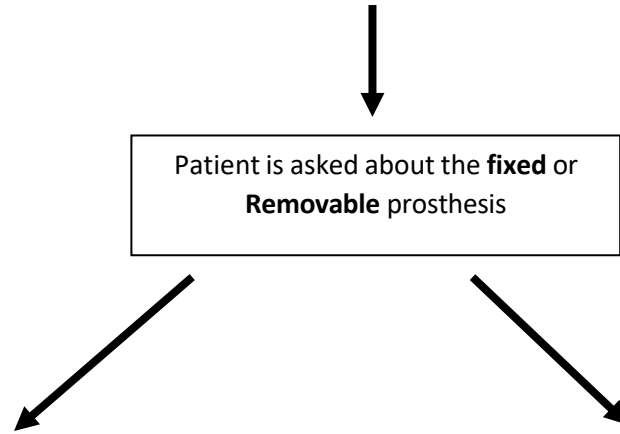 Patient is asked about the fixed or
Removable prosthesis